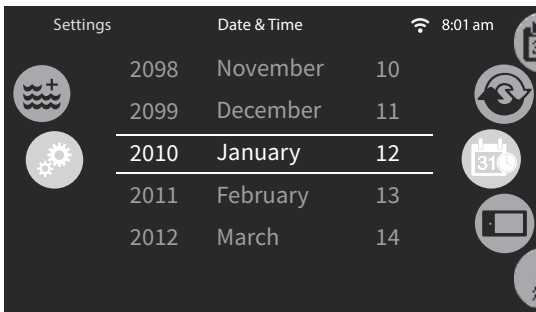 Settings Date & Time 8:01 am
2098 November 10
2099 December 11
2010 January 12
31
2011 February 13
2012 March 14